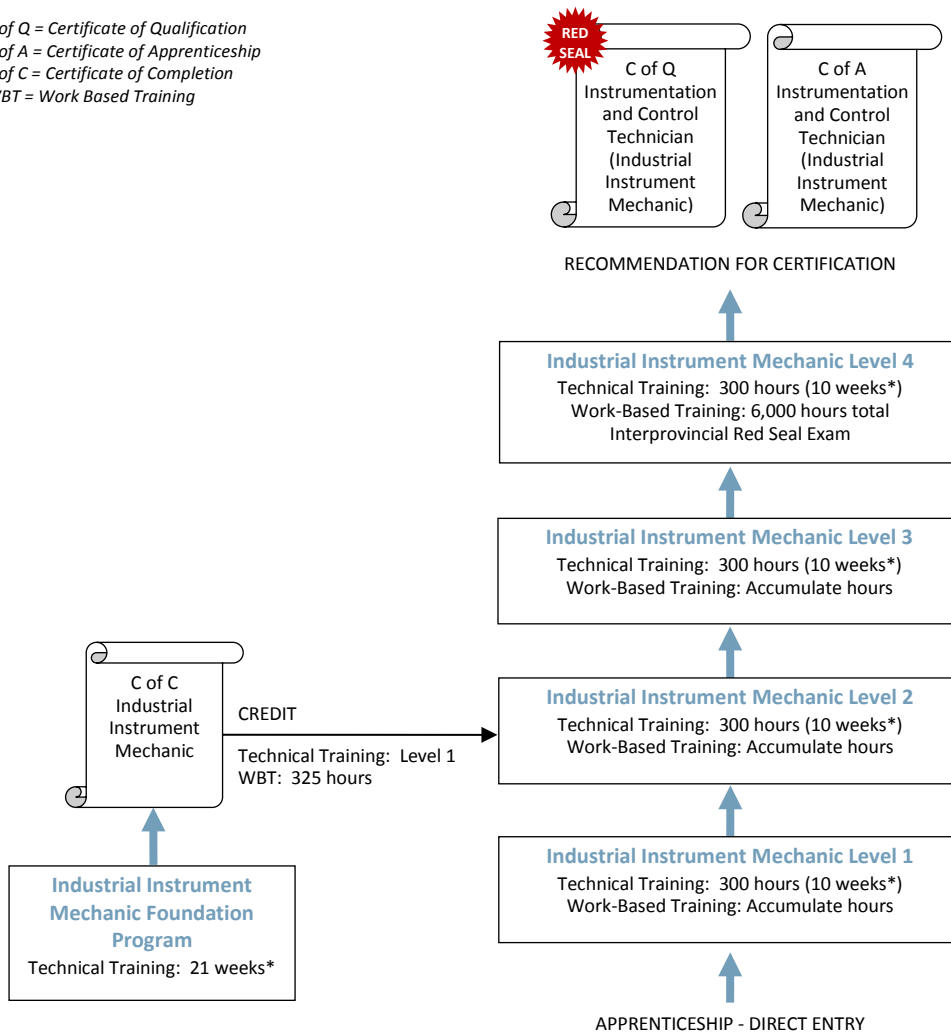 of Q = Certificate of Qualification
of A = Certificate of Apprenticeship
of C = Certificate of Completion
WBT = Work Based Training
RED
SEAL
C of Q
Instrumentation
and Control
Technician
(Industrial
Instrument
Mechanic)
C of A
Instrumentation
and Control
Technician
(Industrial
Instrument
Mechanic)
RECOMMENDATION FOR CERTIFICATION
Industrial Instrument Mechanic Level 4
Technical Training: 300 hours (10 weeks*)
Work-Based Training: 6,000 hours total
Interprovincial Red Seal Exam
Industrial Instrument Mechanic Level 3
Technical Training: 300 hours (10 weeks*)
Work-Based Training: Accumulate hours
C of C
Industrial
Instrument
Mechanic
CREDIT
Technical Training: Level 1
WBT: 325 hours
Industrial Instrument Mechanic Level 2
Technical Training: 300 hours (10 weeks*)
Work-Based Training: Accumulate hours
Industrial Instrument Mechanic Level 1
Technical Training: 300 hours (10 weeks*)
Work-Based Training: Accumulate hours
Industrial Instrument
Mechanic Foundation
Program
Technical Training: 21 weeks*
APPRENTICESHIP - DIRECT ENTRY